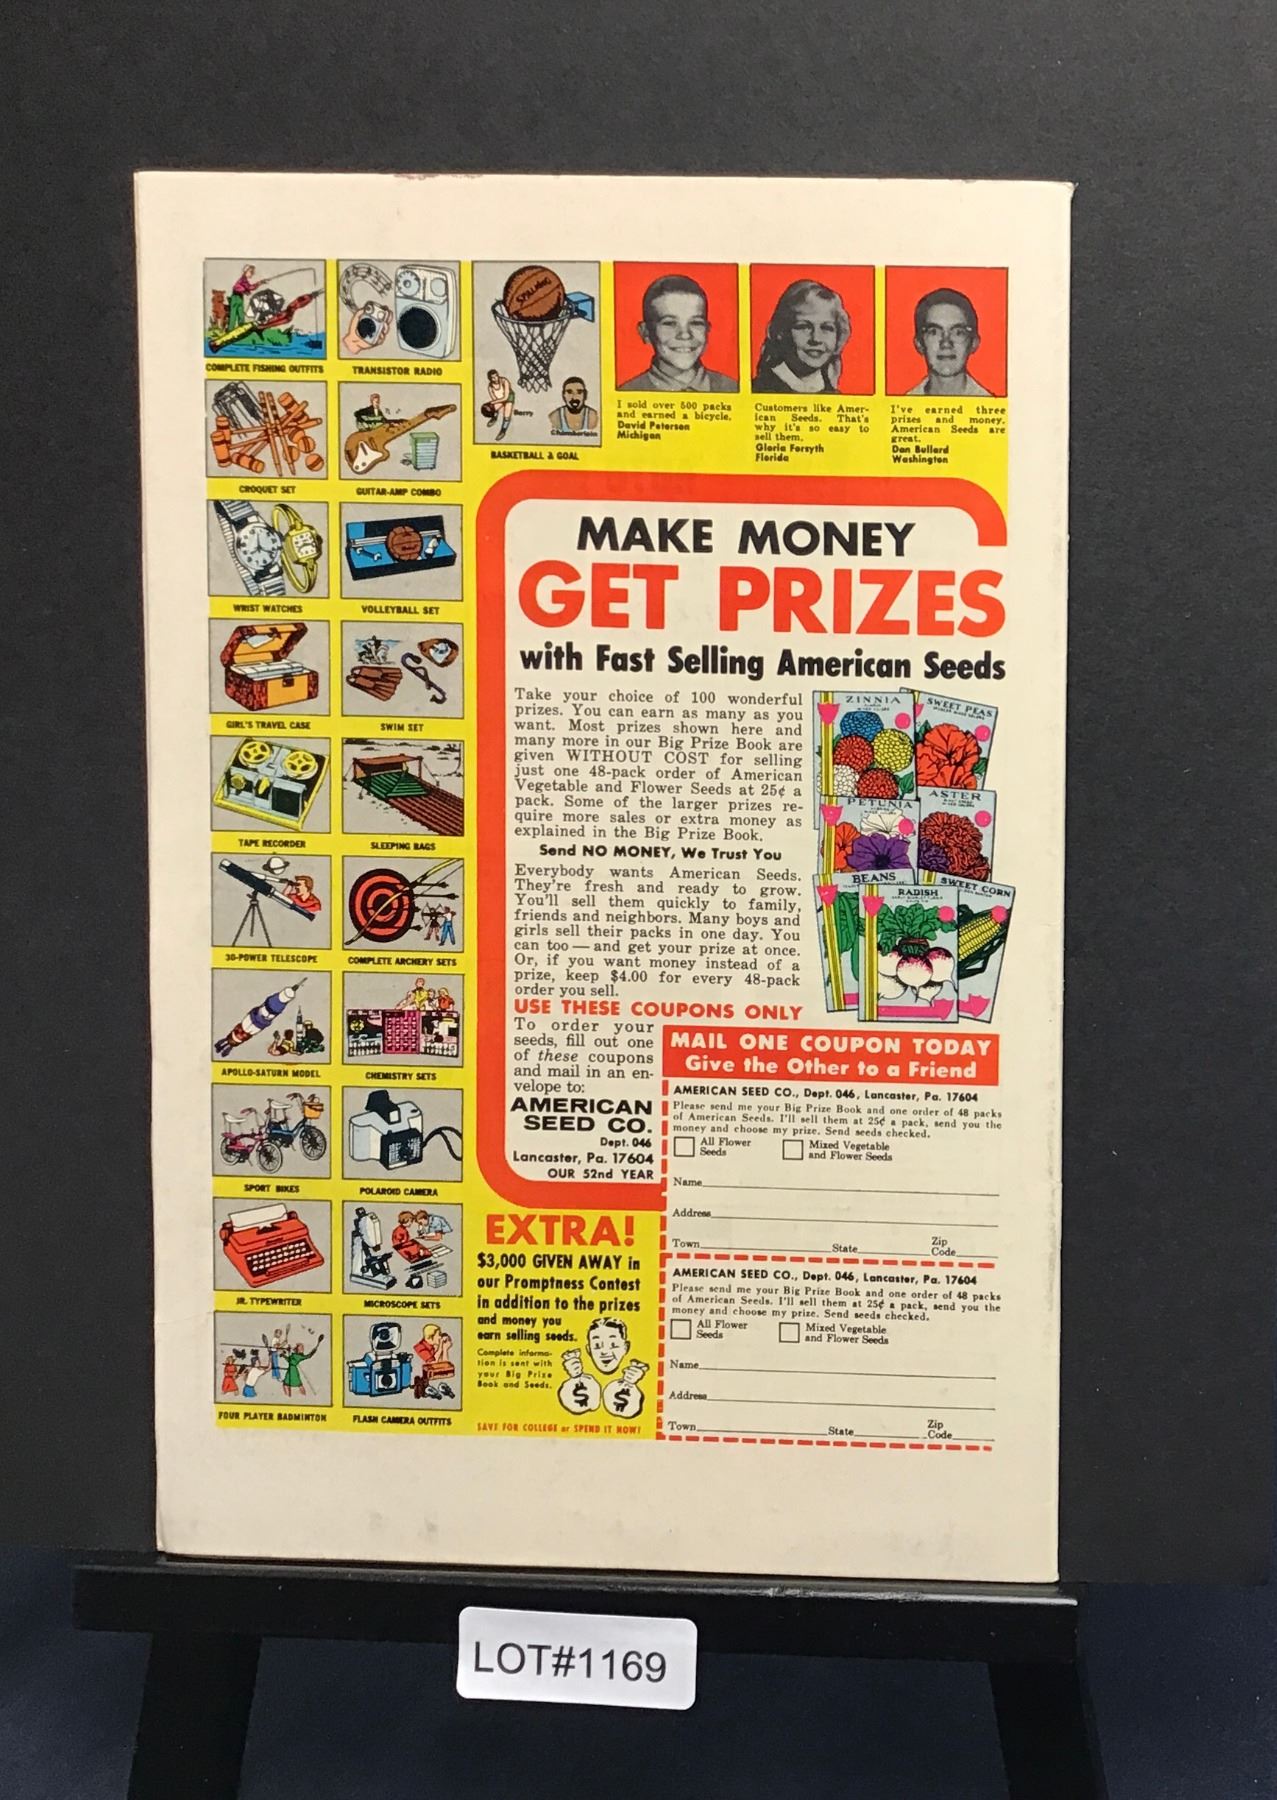 COMPLETE FISHING OUTFITS
TRANSISTOR RADIO
SPALDING
Barry
Chamberlain
BASKETBALL & GOAL
I sold over 500 packs
and earned a bicycle.
David Peterson
Michigan
Customers like Amer-
ican Seeds. That's
why it's so easy to
sell them.
Gloria Forsyth
Florida
I've earned three
prizes and money.
American Seeds are
great.
Dan Bullard
Washington
CROQUET SET
GUITAR-AMP COMBO
WRIST WATCHES
VOLLEYBALL SET
GIRL'S TRAVEL CASE
SWIM SET
TAPE RECORDER
SLEEPING BAGS
30-POWER TELESCOPE
COMPLETE ARCHERY SETS
APOLLO-SATURN MODEL
CHEMISTRY SETS
SPORT BIKES
POLAROID CAMERA
JR. TYPEWRITER
MICROSCOPE SETS
FOUR PLAYER BADMINTON
FLASH CAMERA OUTFITS
MAKE MONEY
GET PRIZES
with Fast Selling American Seeds
Take your choice of 100 wonderful
prizes. You can earn as many as you
want. Most prizes shown here and
many more in our Big Prize Book are
given WITHOUT COST for selling
just one 48-pack order of American
Vegetable and Flower Seeds at 25¢ a
pack. Some of the larger prizes re-
quire more sales or extra money as
explained in the Big Prize Book.
Send NO MONEY, We Trust You
Everybody wants American Seeds.
They're fresh and ready to grow.
You'll sell them quickly to family,
friends and neighbors. Many boys and
girls sell their packs in one day. You
can too — and get your prize at once.
Or, if you want money instead of a
prize, keep $4.00 for every 48-pack
order you sell.
ZINNIA
SWEET PEAS
PETUNIA
ASTER
BEANS
RADISH
SWEET CORN
USE THESE COUPONS ONLY
To order your
seeds, fill out one
of these coupons
and mail in an en-
velope to:
AMERICAN
SEED CO.
Dept. 046
Lancaster, Pa. 17604
OUR 52nd YEAR
MAIL ONE COUPON TODAY
Give the Other to a Friend
AMERICAN SEED CO., Dept. 046, Lancaster, Pa. 17604
Please send me your Big Prize Book and one order of 48 packs
of American Seeds. I'll sell them at 25¢ a pack, send you the
money and choose my prize. Send seeds checked.
All Flower
Seeds
Mixed Vegetable
and Flower Seeds
Name
Address
Town State Zip
Code
AMERICAN SEED CO., Dept. 046, Lancaster, Pa. 17604
Please send me your Big Prize Book and one order of 48 packs
of American Seeds. I'll sell them at 25¢ a pack, send you the
money and choose my prize. Send seeds checked.
All Flower
Seeds
Mixed Vegetable
and Flower Seeds
Name
Address
Town State Zip
Code
EXTRA!
$3,000 GIVEN AWAY in
our Promptness Contest
in addition to the prizes
and money you
earn selling seeds.
Complete informa-
tion is sent with
your Big Prize
Book and Seeds.
$ $
SAVE FOR COLLEGE or SPEND IT NOW!
LOT#1169